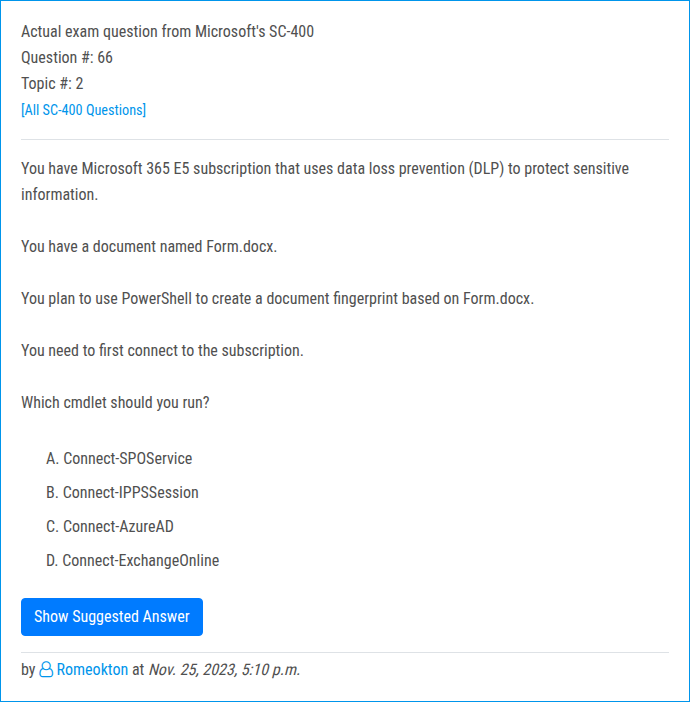 Actual exam question from Microsoft's SC-400
Question #: 66
Topic #: 2
[All SC-400 Questions]
You have Microsoft 365 E5 subscription that uses data loss prevention (DLP) to protect sensitive
information.
You have a document named Form.docx.
You plan to use PowerShell to create a document fingerprint based on Form.docx.
You need to first connect to the subscription.
Which cmdlet should you run?
A. Connect-SPOService
B. Connect-IPPSSession
C. Connect-AzureAD
D. Connect-ExchangeOnline
Show Suggested Answer
by Romeokton at Nov. 25, 2023, 5:10 p.m.